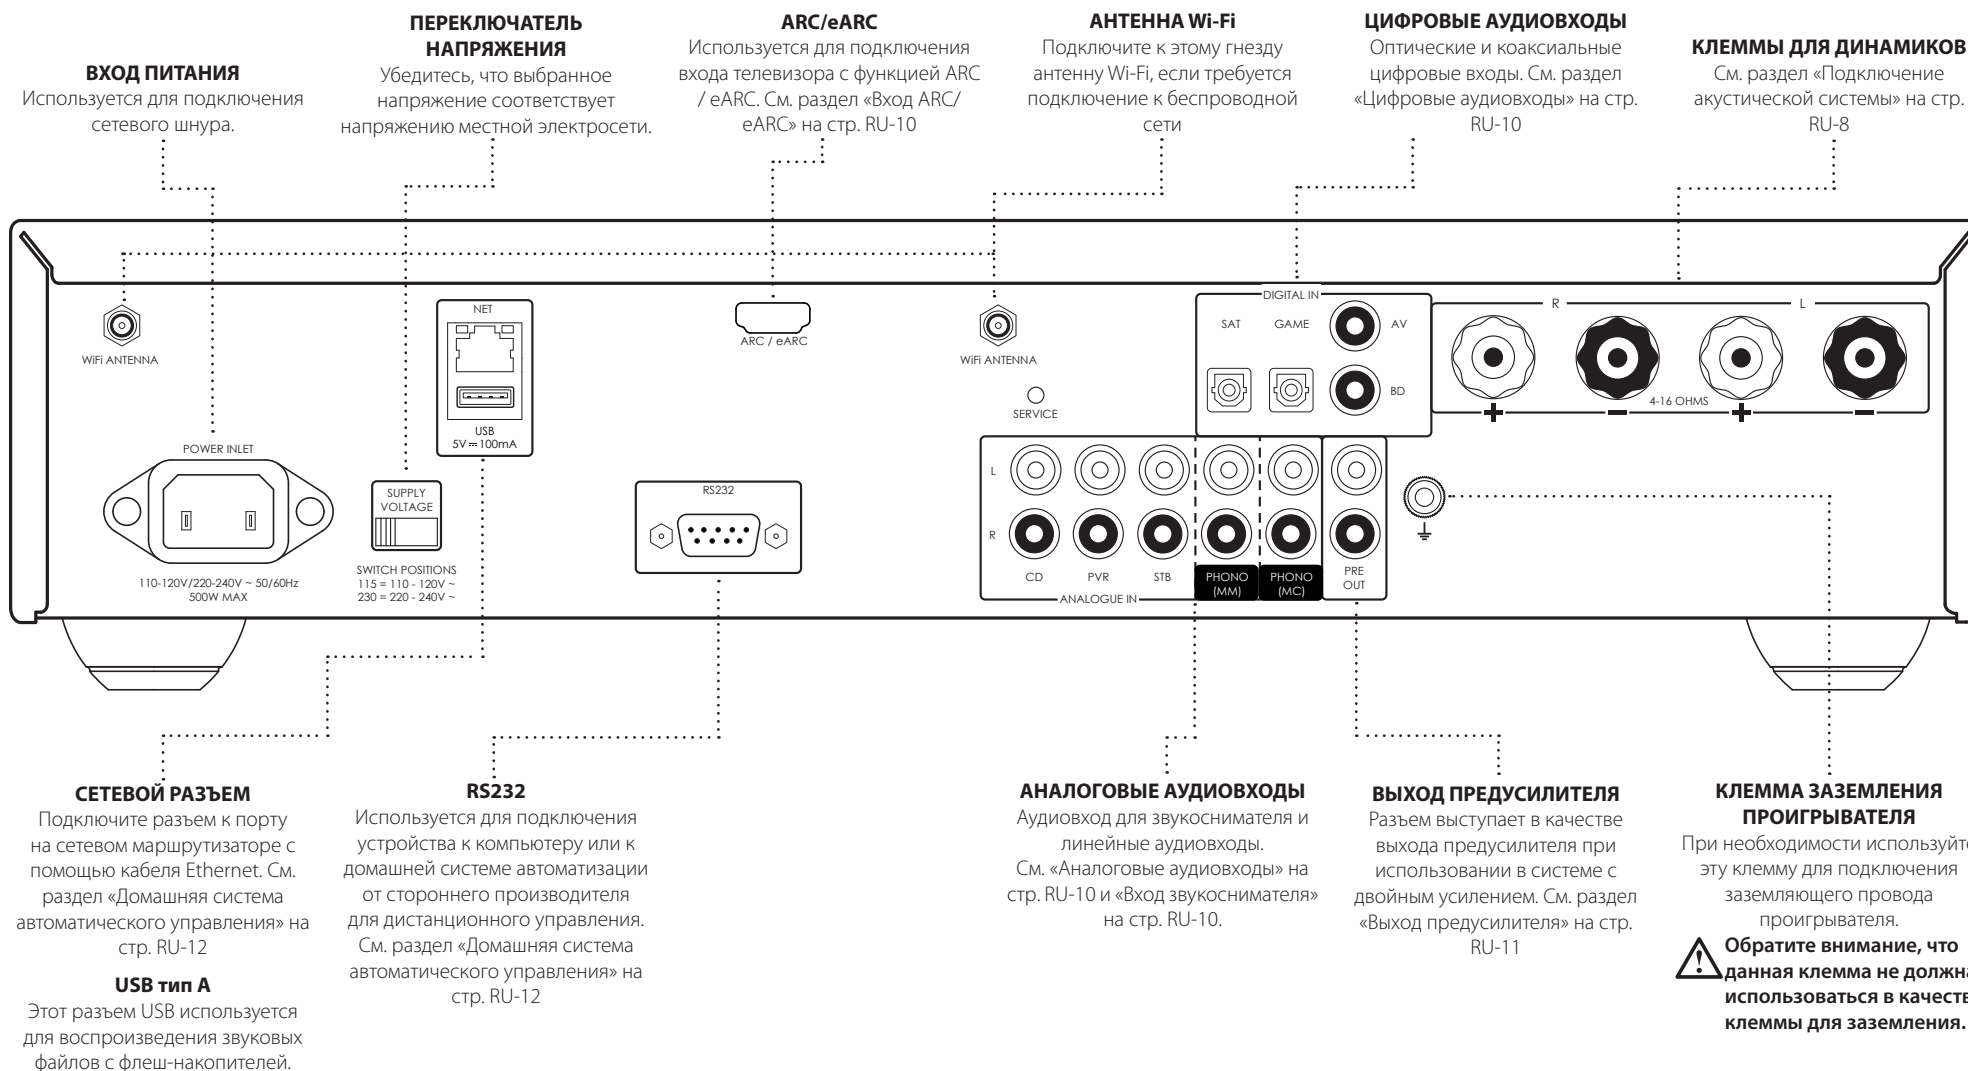 ВХОД ПИТАНИЯ
Используется для подключения
сетевого шнура.
ПЕРЕКЛЮЧАТЕЛЬ
НАПРЯЖЕНИЯ
Убедитесь, что выбранное
напряжение соответствует
напряжению местной электросети.
ARC/eARC
Используется для подключения
входа телевизора с функцией ARC
/ eARC. См. раздел «Вход ARC/
eARC» на стр. RU-10
АНТЕННА Wi-Fi
Подключите к этому гнезду
антенну Wi-Fi, если требуется
подключение к беспроводной
сети
ЦИФРОВЫЕ АУДИОВХОДЫ
Оптические и коаксиальные
цифровые входы. См. раздел
«Цифровые аудиовходы» на стр.
RU-10
КЛЕММЫ ДЛЯ ДИНАМИКОВ
См. раздел «Подключение
акустической системы» на стр.
RU-8
WiFi ANTENNA
NET
USB
5V ⎓ 100mA
ARC / eARC
WiFi ANTENNA
SERVICE
DIGITAL IN
SAT GAME AV
BD
R L
4-16 OHMS
+ − + −
POWER INLET
110-120V/220-240V ~ 50/60Hz
500W MAX
SUPPLY
VOLTAGE
SWITCH POSITIONS
115 = 110 - 120V ~
230 = 220 - 240V ~
RS232
L
R
CD PVR STB
PHONO
(MM)
PHONO
(MC)
PRE
OUT
ANALOGUE IN
СЕТЕВОЙ РАЗЪЕМ
Подключите разъем к порту
на сетевом маршрутизаторе с
помощью кабеля Ethernet. См.
раздел «Домашняя система
автоматического управления» на
стр. RU-12
USB тип A
Этот разъем USB используется
для воспроизведения звуковых
файлов с флеш-накопителей.
RS232
Используется для подключения
устройства к компьютеру или к
домашней системе автоматизации
от стороннего производителя
для дистанционного управления.
См. раздел «Домашняя система
автоматического управления» на
стр. RU-12
АНАЛОГОВЫЕ АУДИОВХОДЫ
Аудиовход для звукоснимателя и
линейные аудиовходы.
См. «Аналоговые аудиовходы» на
стр. RU-10 и «Вход звукоснимателя»
на стр. RU-10.
ВЫХОД ПРЕДУСИЛИТЕЛЯ
Разъем выступает в качестве
выхода предусилителя при
использовании в системе с
двойным усилением. См. раздел
«Выход предусилителя» на стр.
RU-11
КЛЕММА ЗАЗЕМЛЕНИЯ
ПРОИГРЫВАТЕЛЯ
При необходимости используйте
эту клемму для подключения
заземляющего провода
проигрывателя.
Обратите внимание, что
данная клемма не должна
использоваться в качеств
клеммы для заземления.